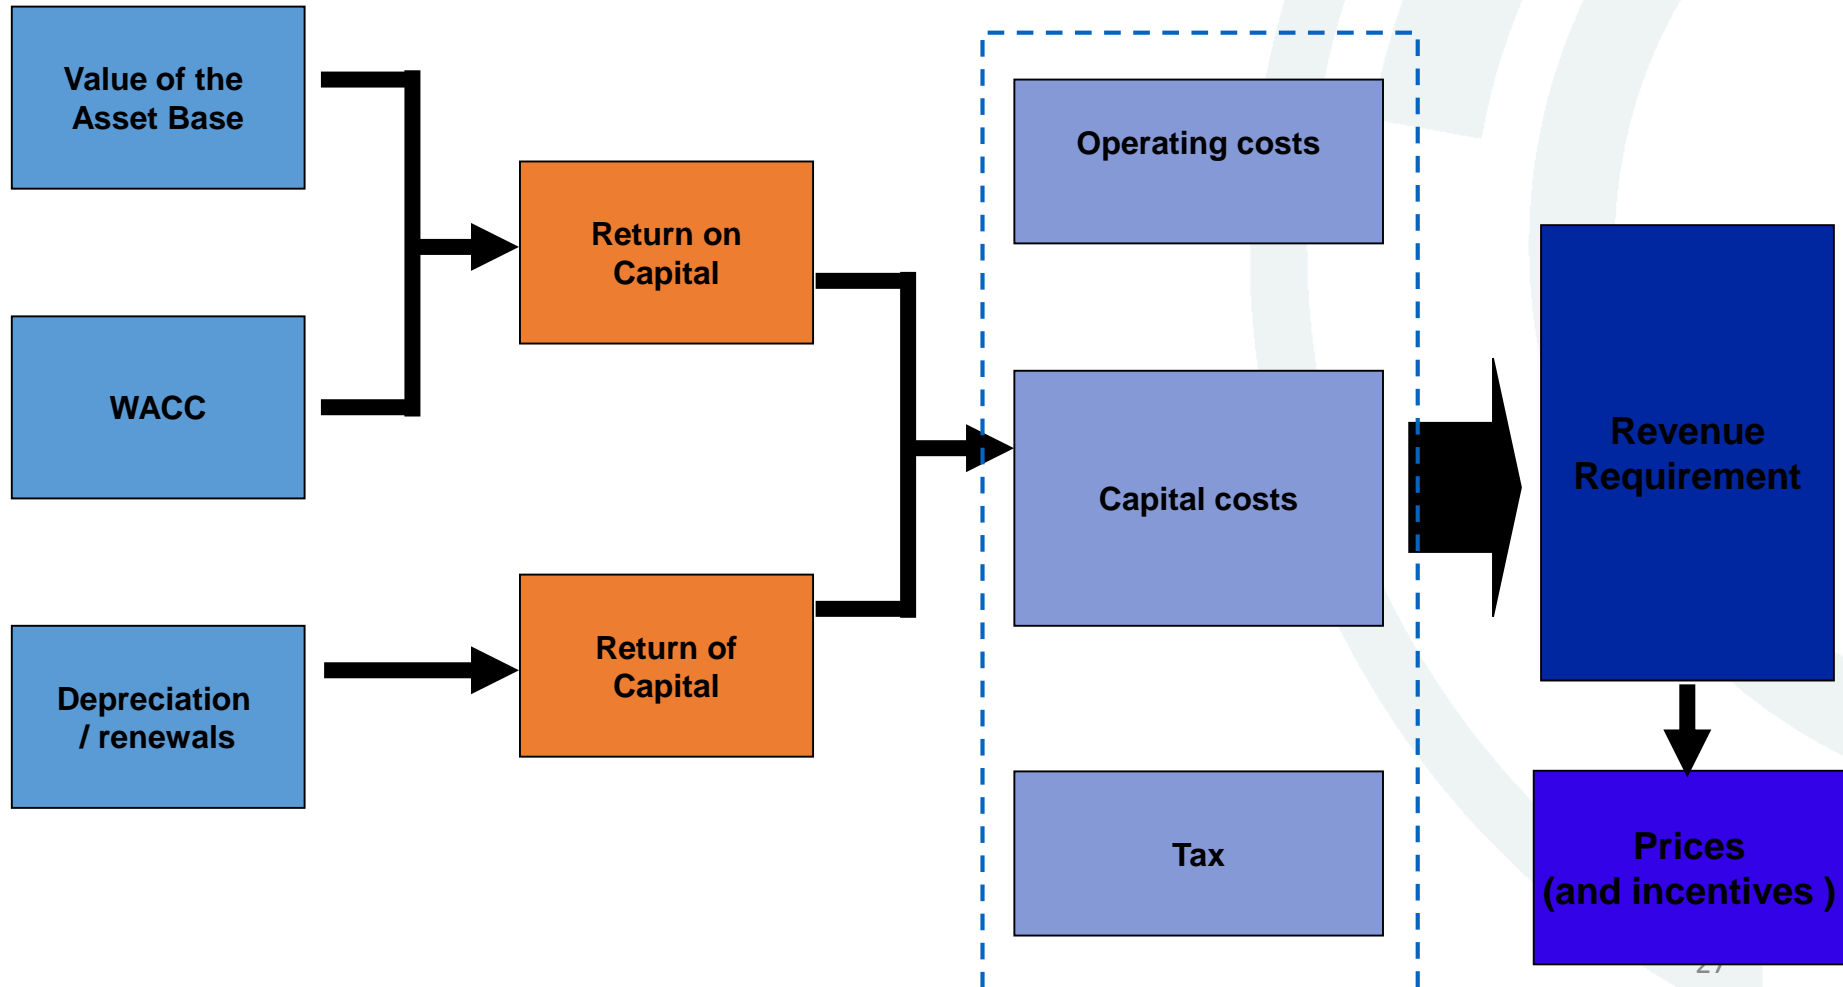 Value of the
Asset Base
WACC
Depreciation
/ renewals
Return on
Capital
Return of
Capital
Operating costs
Capital costs
Tax
Revenue
Requirement
Prices
(and incentives )
27